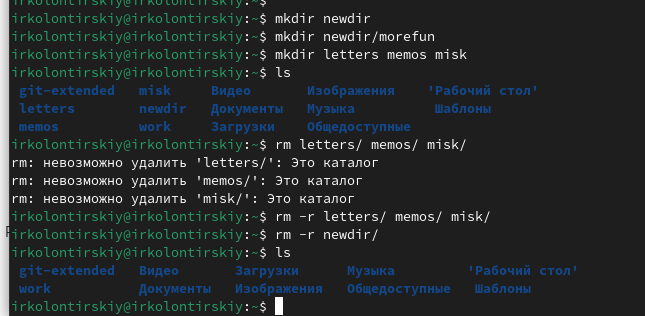 irkolontirskiy@irkolontirskiy:~$
irkolontirskiy@irkolontirskiy:~$ mkdir newdir
irkolontirskiy@irkolontirskiy:~$ mkdir newdir/morefun
irkolontirskiy@irkolontirskiy:~$ mkdir letters memos misk
irkolontirskiy@irkolontirskiy:~$ ls
git-extended misk Видео Изображения 'Рабочий стол'
letters newdir Документы Музыка Шаблоны
memos work Загрузки Общедоступные
irkolontirskiy@irkolontirskiy:~$ rm letters/ memos/ misk/
rm: невозможно удалить 'letters/': Это каталог
rm: невозможно удалить 'memos/': Это каталог
rm: невозможно удалить 'misk/': Это каталог
irkolontirskiy@irkolontirskiy:~$ rm -r letters/ memos/ misk/
irkolontirskiy@irkolontirskiy:~$ rm -r newdir/
irkolontirskiy@irkolontirskiy:~$ ls
git-extended Видео Загрузки Музыка 'Рабочий стол'
work Документы Изображения Общедоступные Шаблоны
irkolontirskiy@irkolontirskiy:~$